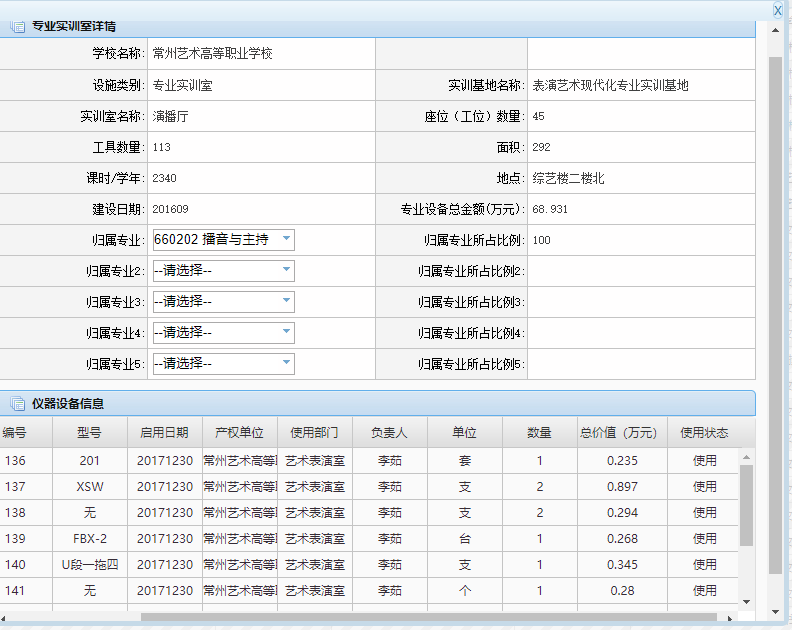 X
专业实训室详情
学校名称: 常州艺术高等职业学校
设施类别: 专业实训室 实训基地名称: 表演艺术现代化专业实训基地
实训室名称: 演播厅 座位（工位）数量: 45
工具数量: 113 面积: 292
课时/学年: 2340 地点: 综艺楼二楼北
建设日期: 201609 专业设备总金额(万元): 68.931
归属专业: 660202 播音与主持 归属专业所占比例: 100
归属专业2: --请选择-- 归属专业所占比例2:
归属专业3: --请选择-- 归属专业所占比例3:
归属专业4: --请选择-- 归属专业所占比例4:
归属专业5: --请选择-- 归属专业所占比例5:
仪器设备信息
编号 型号 启用日期 产权单位 使用部门 负责人 单位 数量 总价值（万元） 使用状态
136 201 20171230 常州艺术高等 艺术表演室 李茹 套 1 0.235 使用
137 XSW 20171230 常州艺术高等 艺术表演室 李茹 支 2 0.897 使用
138 无 20171230 常州艺术高等 艺术表演室 李茹 支 2 0.294 使用
139 FBX-2 20171230 常州艺术高等 艺术表演室 李茹 台 1 0.268 使用
140 U段一拖四 20171230 常州艺术高等 艺术表演室 李茹 支 1 0.345 使用
141 无 20171230 常州艺术高等 艺术表演室 李茹 个 1 0.28 使用